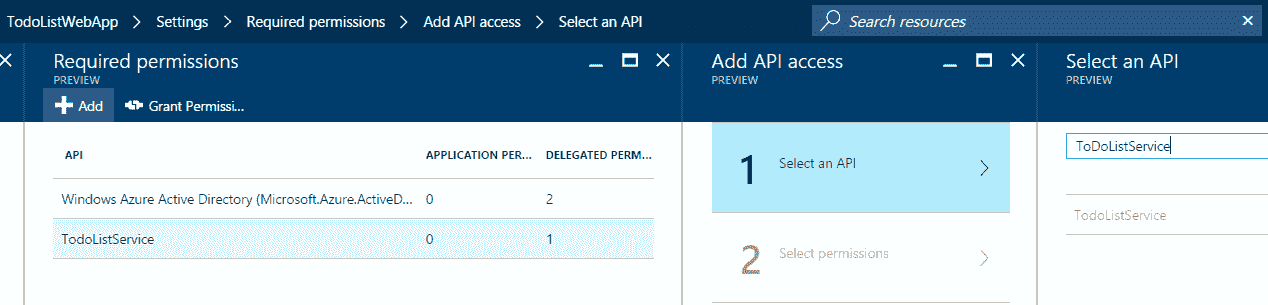 TodoListWebApp > Settings > Required permissions > Add API access > Select an API
Search resources
Required permissions
PREVIEW
Add
Grant Permissi...
API APPLICATION PER... DELEGATED PERM...
Windows Azure Active Directory (Microsoft.Azure.ActiveD... 0 2
TodoListService 0 1
Add API access
PREVIEW
1 Select an API
2 Select permissions
Select an API
PREVIEW
ToDoListService
TodoListService